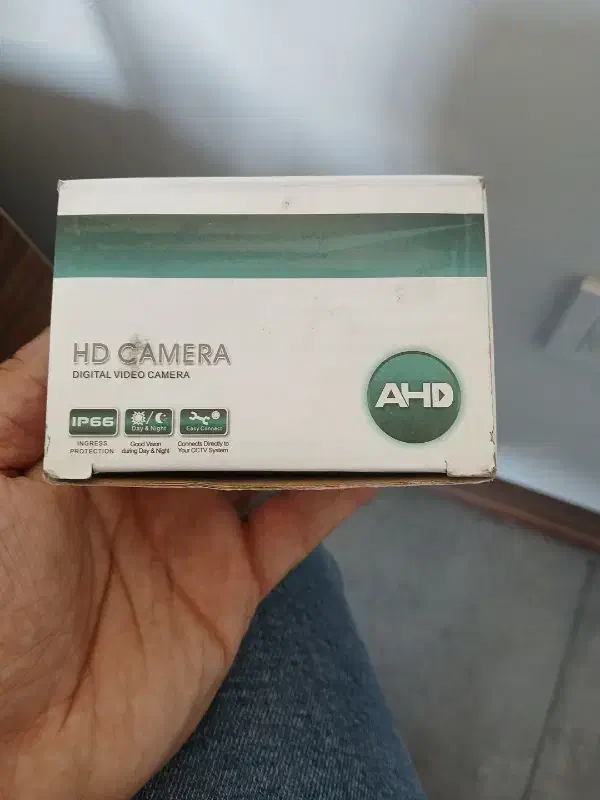 HD CAMERA
DIGITAL VIDEO CAMERA
AHD
IP66
Day & Night
Easy Connect
INGRESS
PROTECTION
Good Vison
during Day & Night
Connects Directly to
Your CCTV System